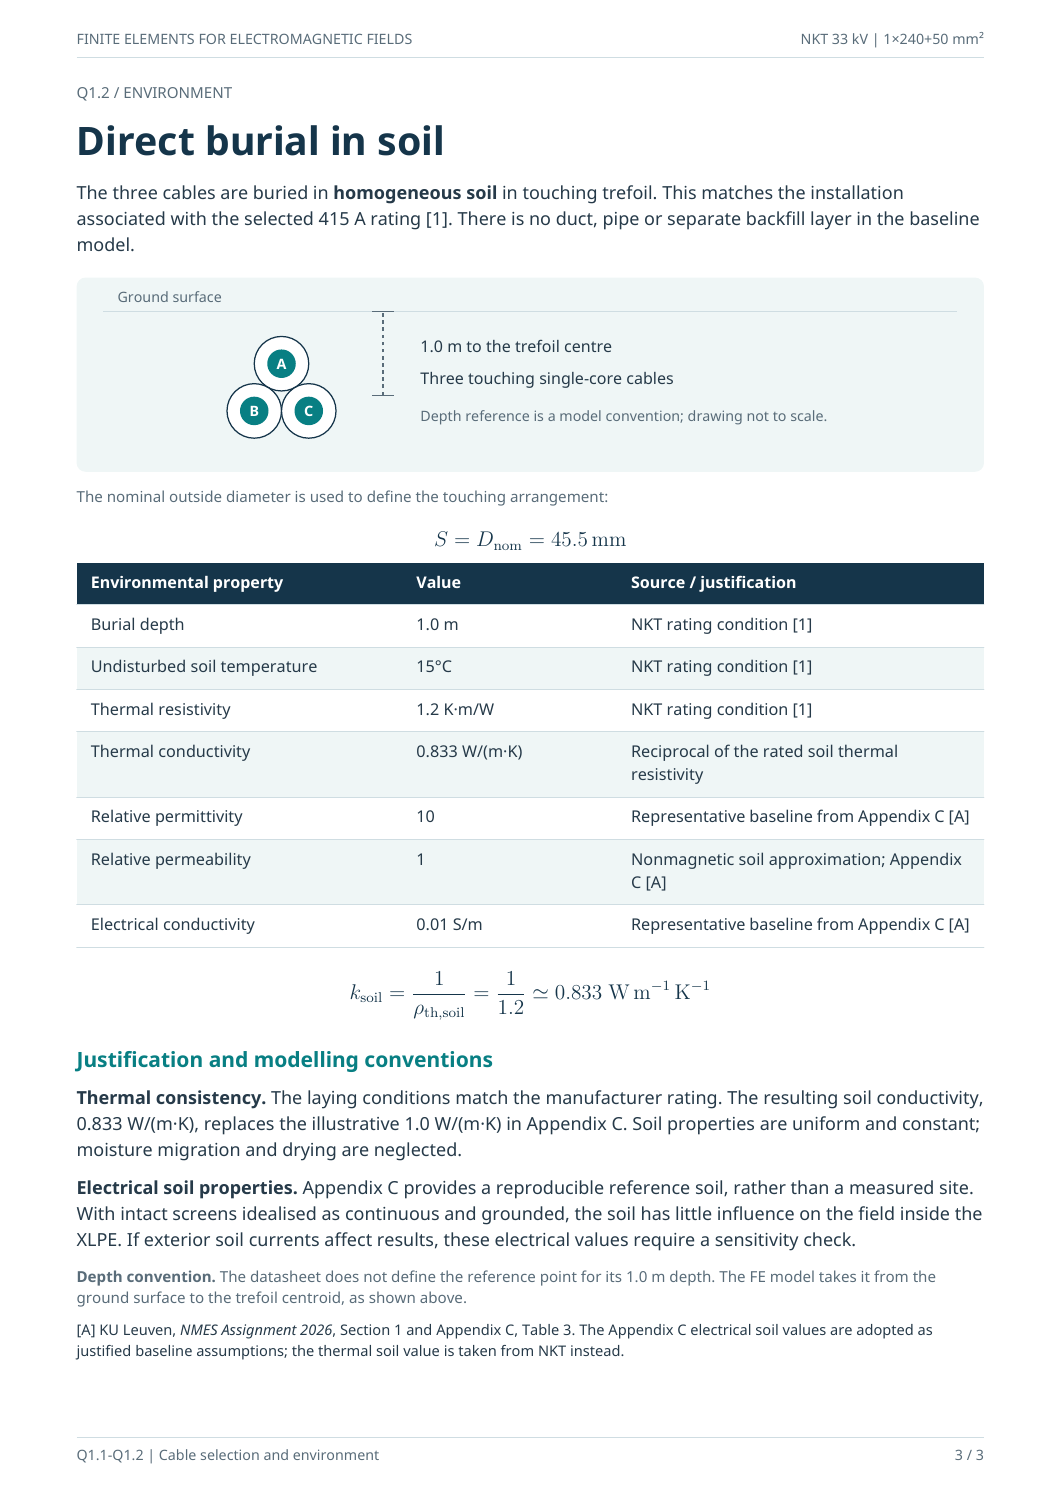 FINITE ELEMENTS FOR ELECTROMAGNETIC FIELDS
NKT 33 kV | 1×240+50 mm²
Q1.2 / ENVIRONMENT
Direct burial in soil
The three cables are buried in homogeneous soil in touching trefoil. This matches the installation
associated with the selected 415 A rating [1]. There is no duct, pipe or separate backfill layer in the baseline
model.
Ground surface
A
B
C
1.0 m to the trefoil centre
Three touching single-core cables
Depth reference is a model convention; drawing not to scale.
The nominal outside diameter is used to define the touching arrangement:
S = D_nom = 45.5 mm
Environmental property Value Source / justification
Burial depth 1.0 m NKT rating condition [1]
Undisturbed soil temperature 15°C NKT rating condition [1]
Thermal resistivity 1.2 K·m/W NKT rating condition [1]
Thermal conductivity 0.833 W/(m·K) Reciprocal of the rated soil thermal
resistivity
Relative permittivity 10 Representative baseline from Appendix C [A]
Relative permeability 1 Nonmagnetic soil approximation; Appendix
C [A]
Electrical conductivity 0.01 S/m Representative baseline from Appendix C [A]
k_soil = 1/ρ_th,soil = 1/1.2 ≃ 0.833 W m⁻¹ K⁻¹
Justification and modelling conventions
Thermal consistency. The laying conditions match the manufacturer rating. The resulting soil conductivity,
0.833 W/(m·K), replaces the illustrative 1.0 W/(m·K) in Appendix C. Soil properties are uniform and constant;
moisture migration and drying are neglected.
Electrical soil properties. Appendix C provides a reproducible reference soil, rather than a measured site.
With intact screens idealised as continuous and grounded, the soil has little influence on the field inside the
XLPE. If exterior soil currents affect results, these electrical values require a sensitivity check.
Depth convention. The datasheet does not define the reference point for its 1.0 m depth. The FE model takes it from the
ground surface to the trefoil centroid, as shown above.
[A] KU Leuven, NMES Assignment 2026, Section 1 and Appendix C, Table 3. The Appendix C electrical soil values are adopted as
justified baseline assumptions; the thermal soil value is taken from NKT instead.
Q1.1-Q1.2 | Cable selection and environment
3 / 3